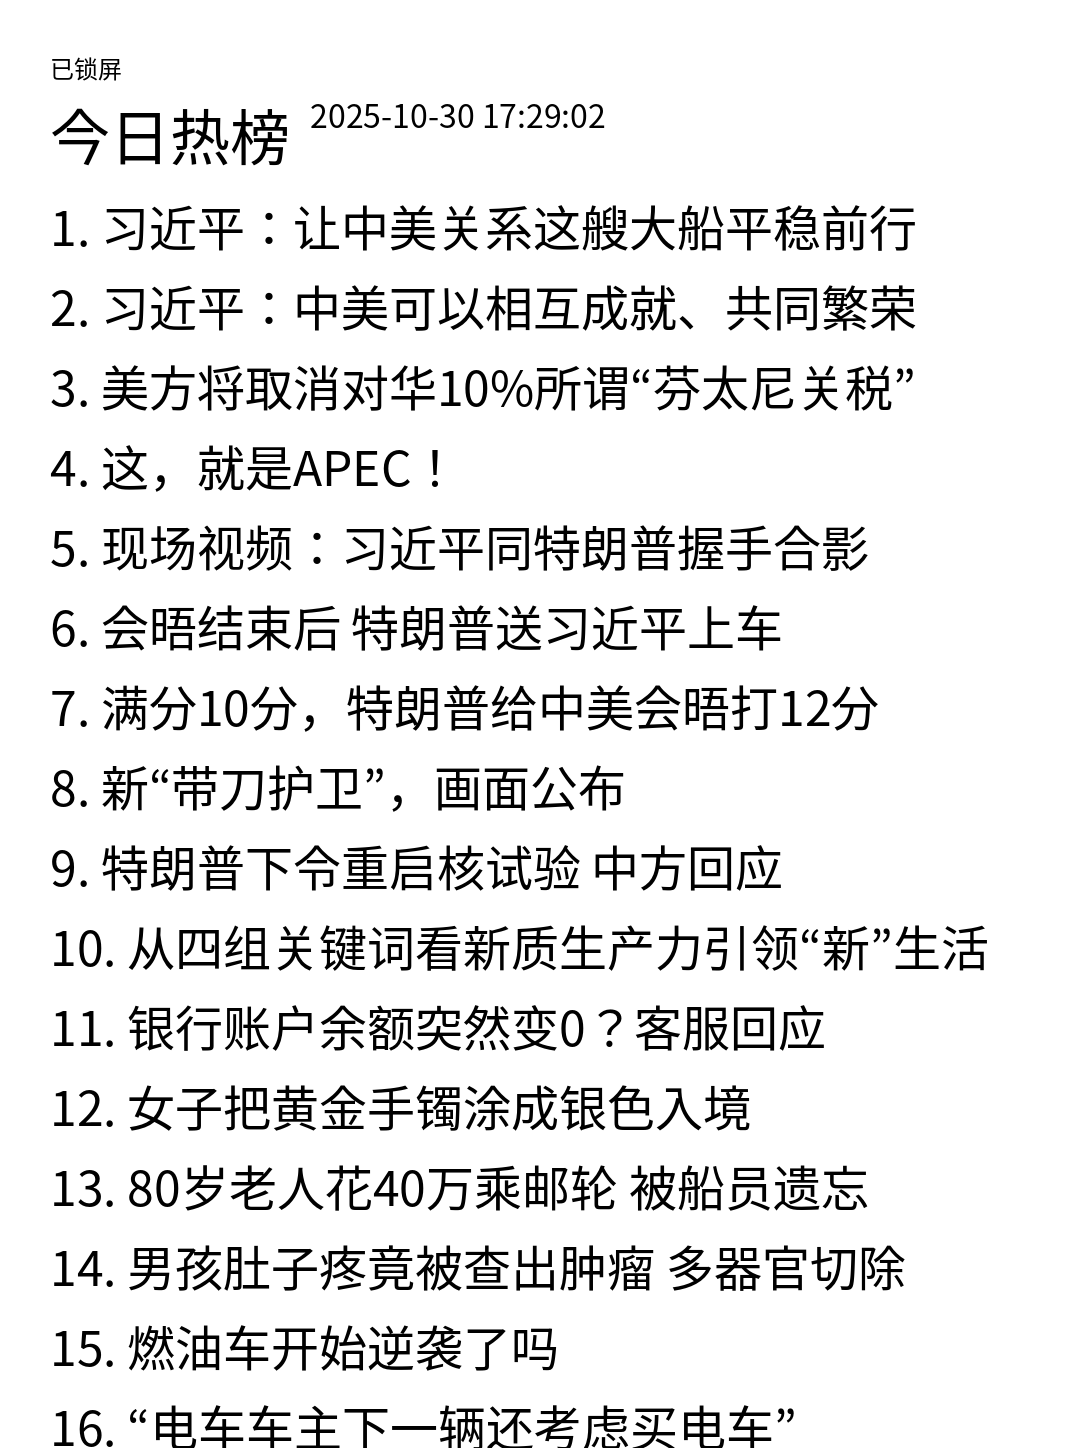 已锁屏
今日热榜 2025-10-30 17:29:02
1. 习近平：让中美关系这艘大船平稳前行
2. 习近平：中美可以相互成就、共同繁荣
3. 美方将取消对华10%所谓“芬太尼关税”
4. 这，就是APEC！
5. 现场视频：习近平同特朗普握手合影
6. 会晤结束后 特朗普送习近平上车
7. 满分10分，特朗普给中美会晤打12分
8. 新“带刀护卫”，画面公布
9. 特朗普下令重启核试验 中方回应
10. 从四组关键词看新质生产力引领“新”生活
11. 银行账户余额突然变0？客服回应
12. 女子把黄金手镯涂成银色入境
13. 80岁老人花40万乘邮轮 被船员遗忘
14. 男孩肚子疼竟被查出肿瘤 多器官切除
15. 燃油车开始逆袭了吗
16. “电车车主下一辆还考虑买电车”